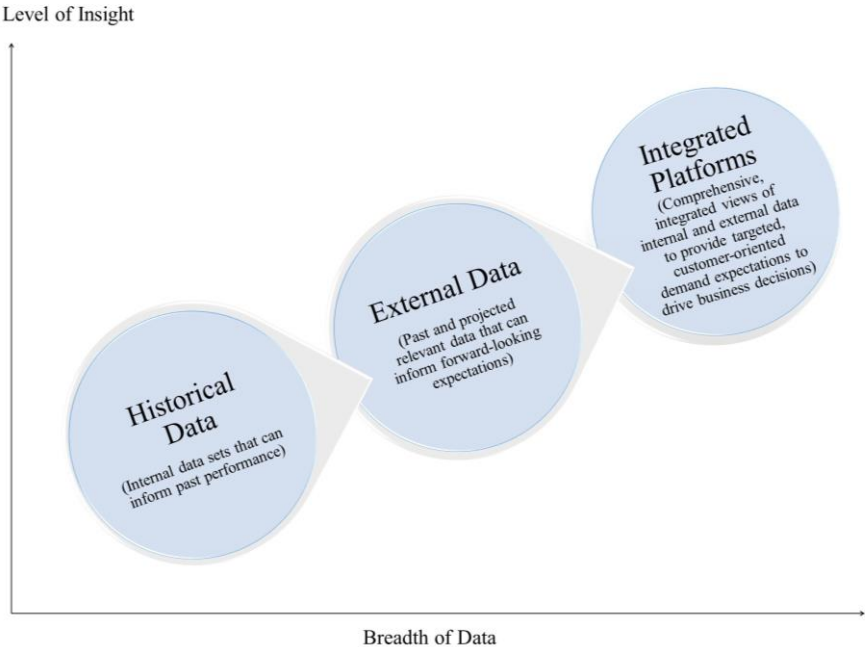 Level of Insight
Integrated
Platforms
(Comprehensive,
integrated views of
internal and external data
to provide targeted,
customer-oriented
demand expectations to
drive business decisions)
External Data
(Past and projected
relevant data that can
inform forward-looking
expectations)
Historical
Data
(Internal data sets that can
inform past performance)
Breadth of Data